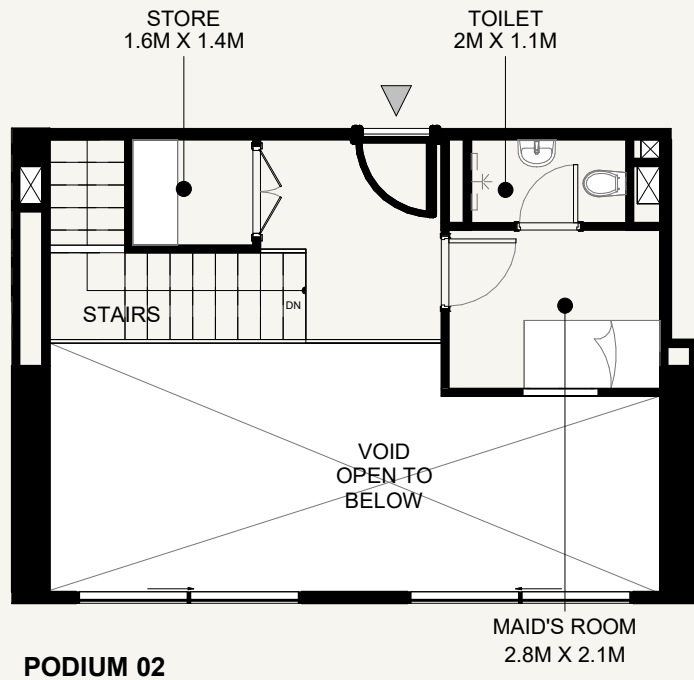 STORE
1.6M X 1.4M
TOILET
2M X 1.1M
STAIRS
DN
VOID
OPEN TO
BELOW
MAID'S ROOM
2.8M X 2.1M
PODIUM 02